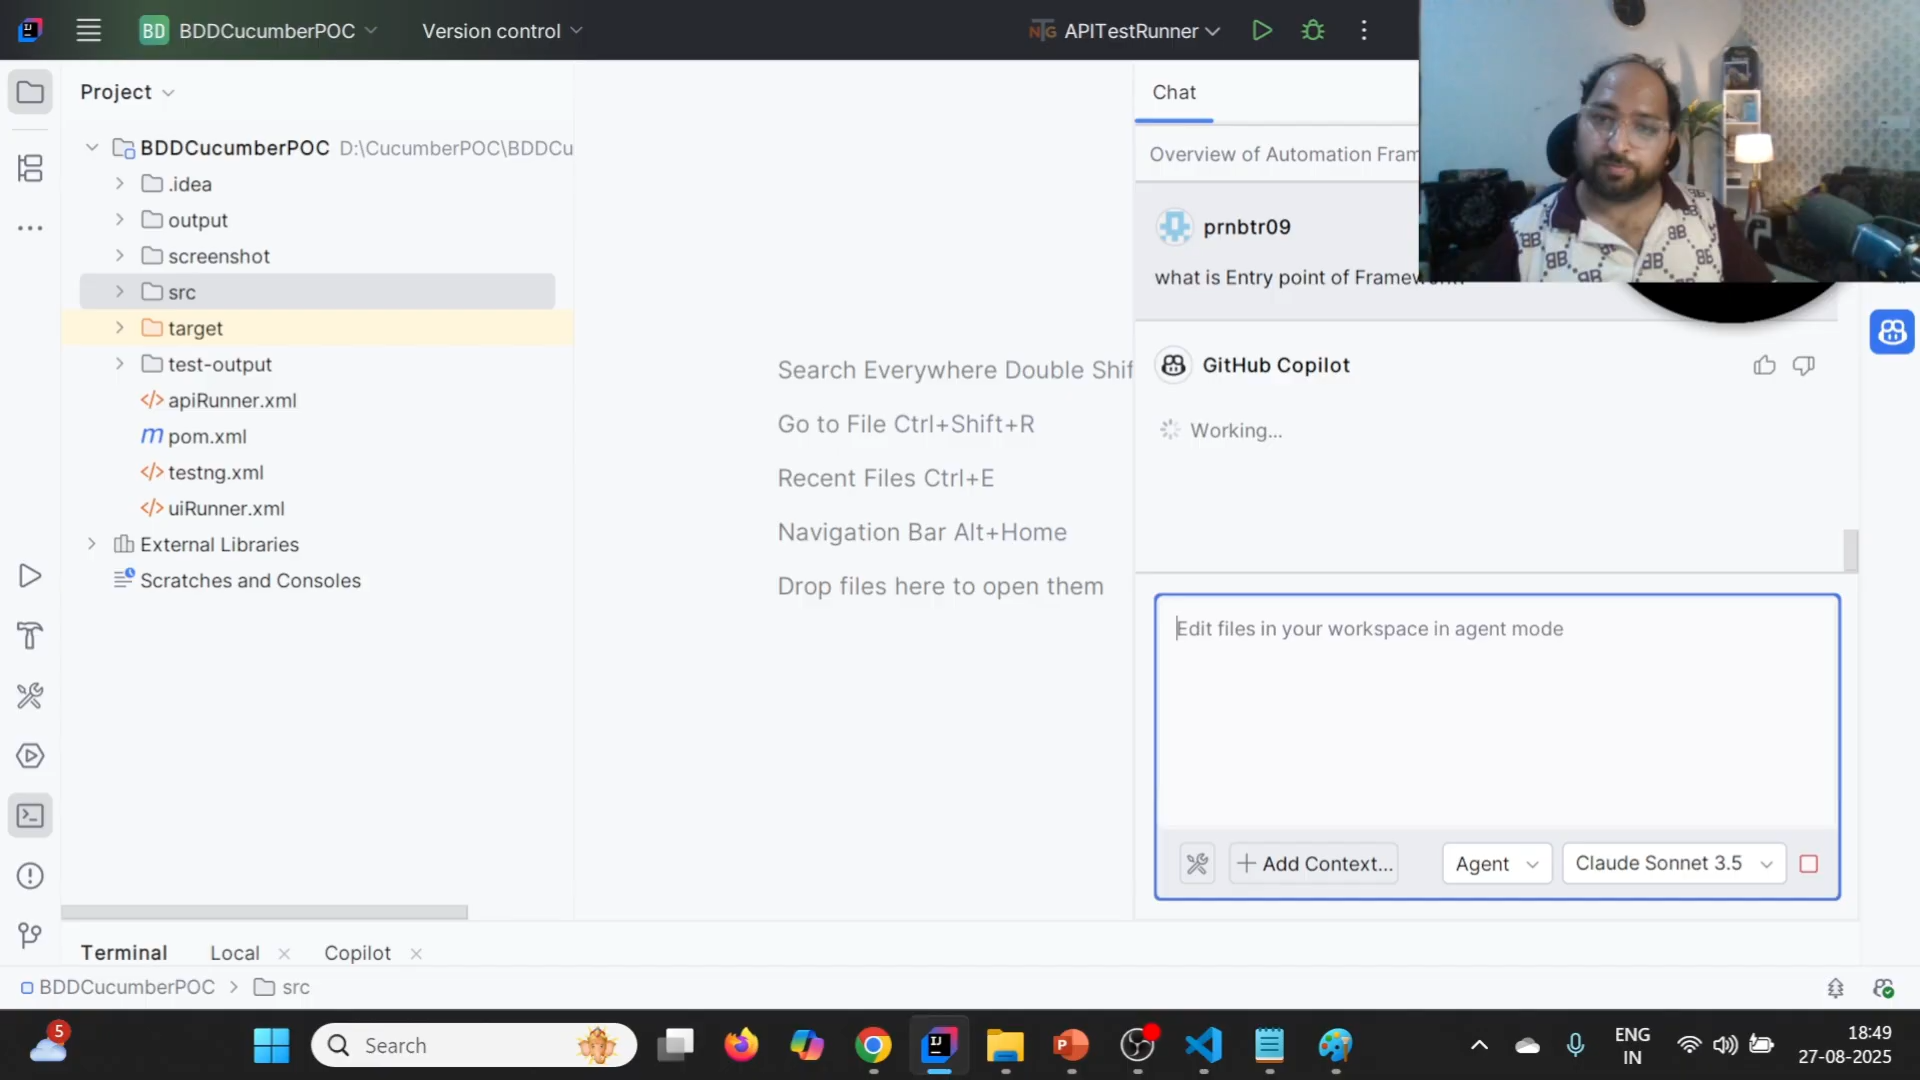 BD BDDCucumberPOC Version control APITestRunner
Project
BDDCucumberPOC D:\CucumberPOC\BDDCu
.idea
output
screenshot
src
target
test-output
apiRunner.xml
pom.xml
testng.xml
uiRunner.xml
External Libraries
Scratches and Consoles
Search Everywhere Double Shif
Go to File Ctrl+Shift+R
Recent Files Ctrl+E
Navigation Bar Alt+Home
Drop files here to open them
Chat
Overview of Automation Fram
prnbtr09
what is Entry point of Framework?
GitHub Copilot
Working...
Edit files in your workspace in agent mode
Add Context... Agent Claude Sonnet 3.5
Terminal Local Copilot
BDDCucumberPOC > src
5 Search ENG 18:49
IN 27-08-2025